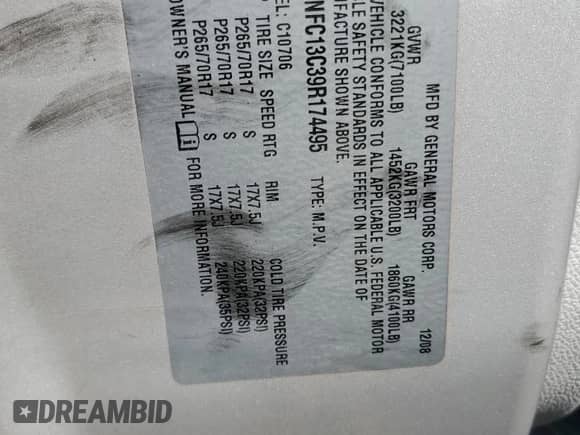 MFD BY GENERAL MOTORS CORP. 12/08
GVWR GAWR FRT GAWR RR
3221KG(7100LB) 1452KG(3200LB) 1860KG(4100LB)
VEHICLE CONFORMS TO ALL APPLICABLE U.S. FEDERAL MOTOR
LE SAFETY STANDARDS IN EFFECT ON THE DATE OF
NUFACTURE SHOWN ABOVE.
NFC13C39R174495 TYPE: M.P.V.
EL: C10706
TIRE SIZE SPEED RTG RIM COLD TIRE PRESSURE
P265/70R17 S 17X7.5J 220KPA(32PSI)
P265/70R17 S 17X7.5J 220KPA(32PSI)
P265/70R17 S 17X7.5J 240KPA(35PSI)
OWNER'S MANUAL FOR MORE INFORMATION.
DREAMBID